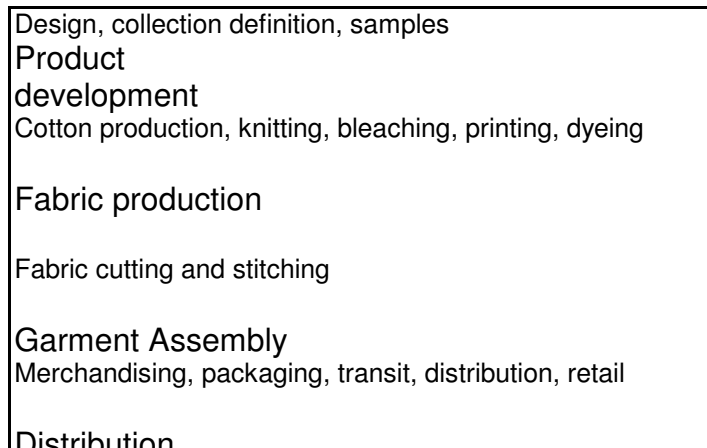 Design, collection definition, samples
Product
development
Cotton production, knitting, bleaching, printing, dyeing
Fabric production
Fabric cutting and stitching
Garment Assembly
Merchandising, packaging, transit, distribution, retail
Distribution